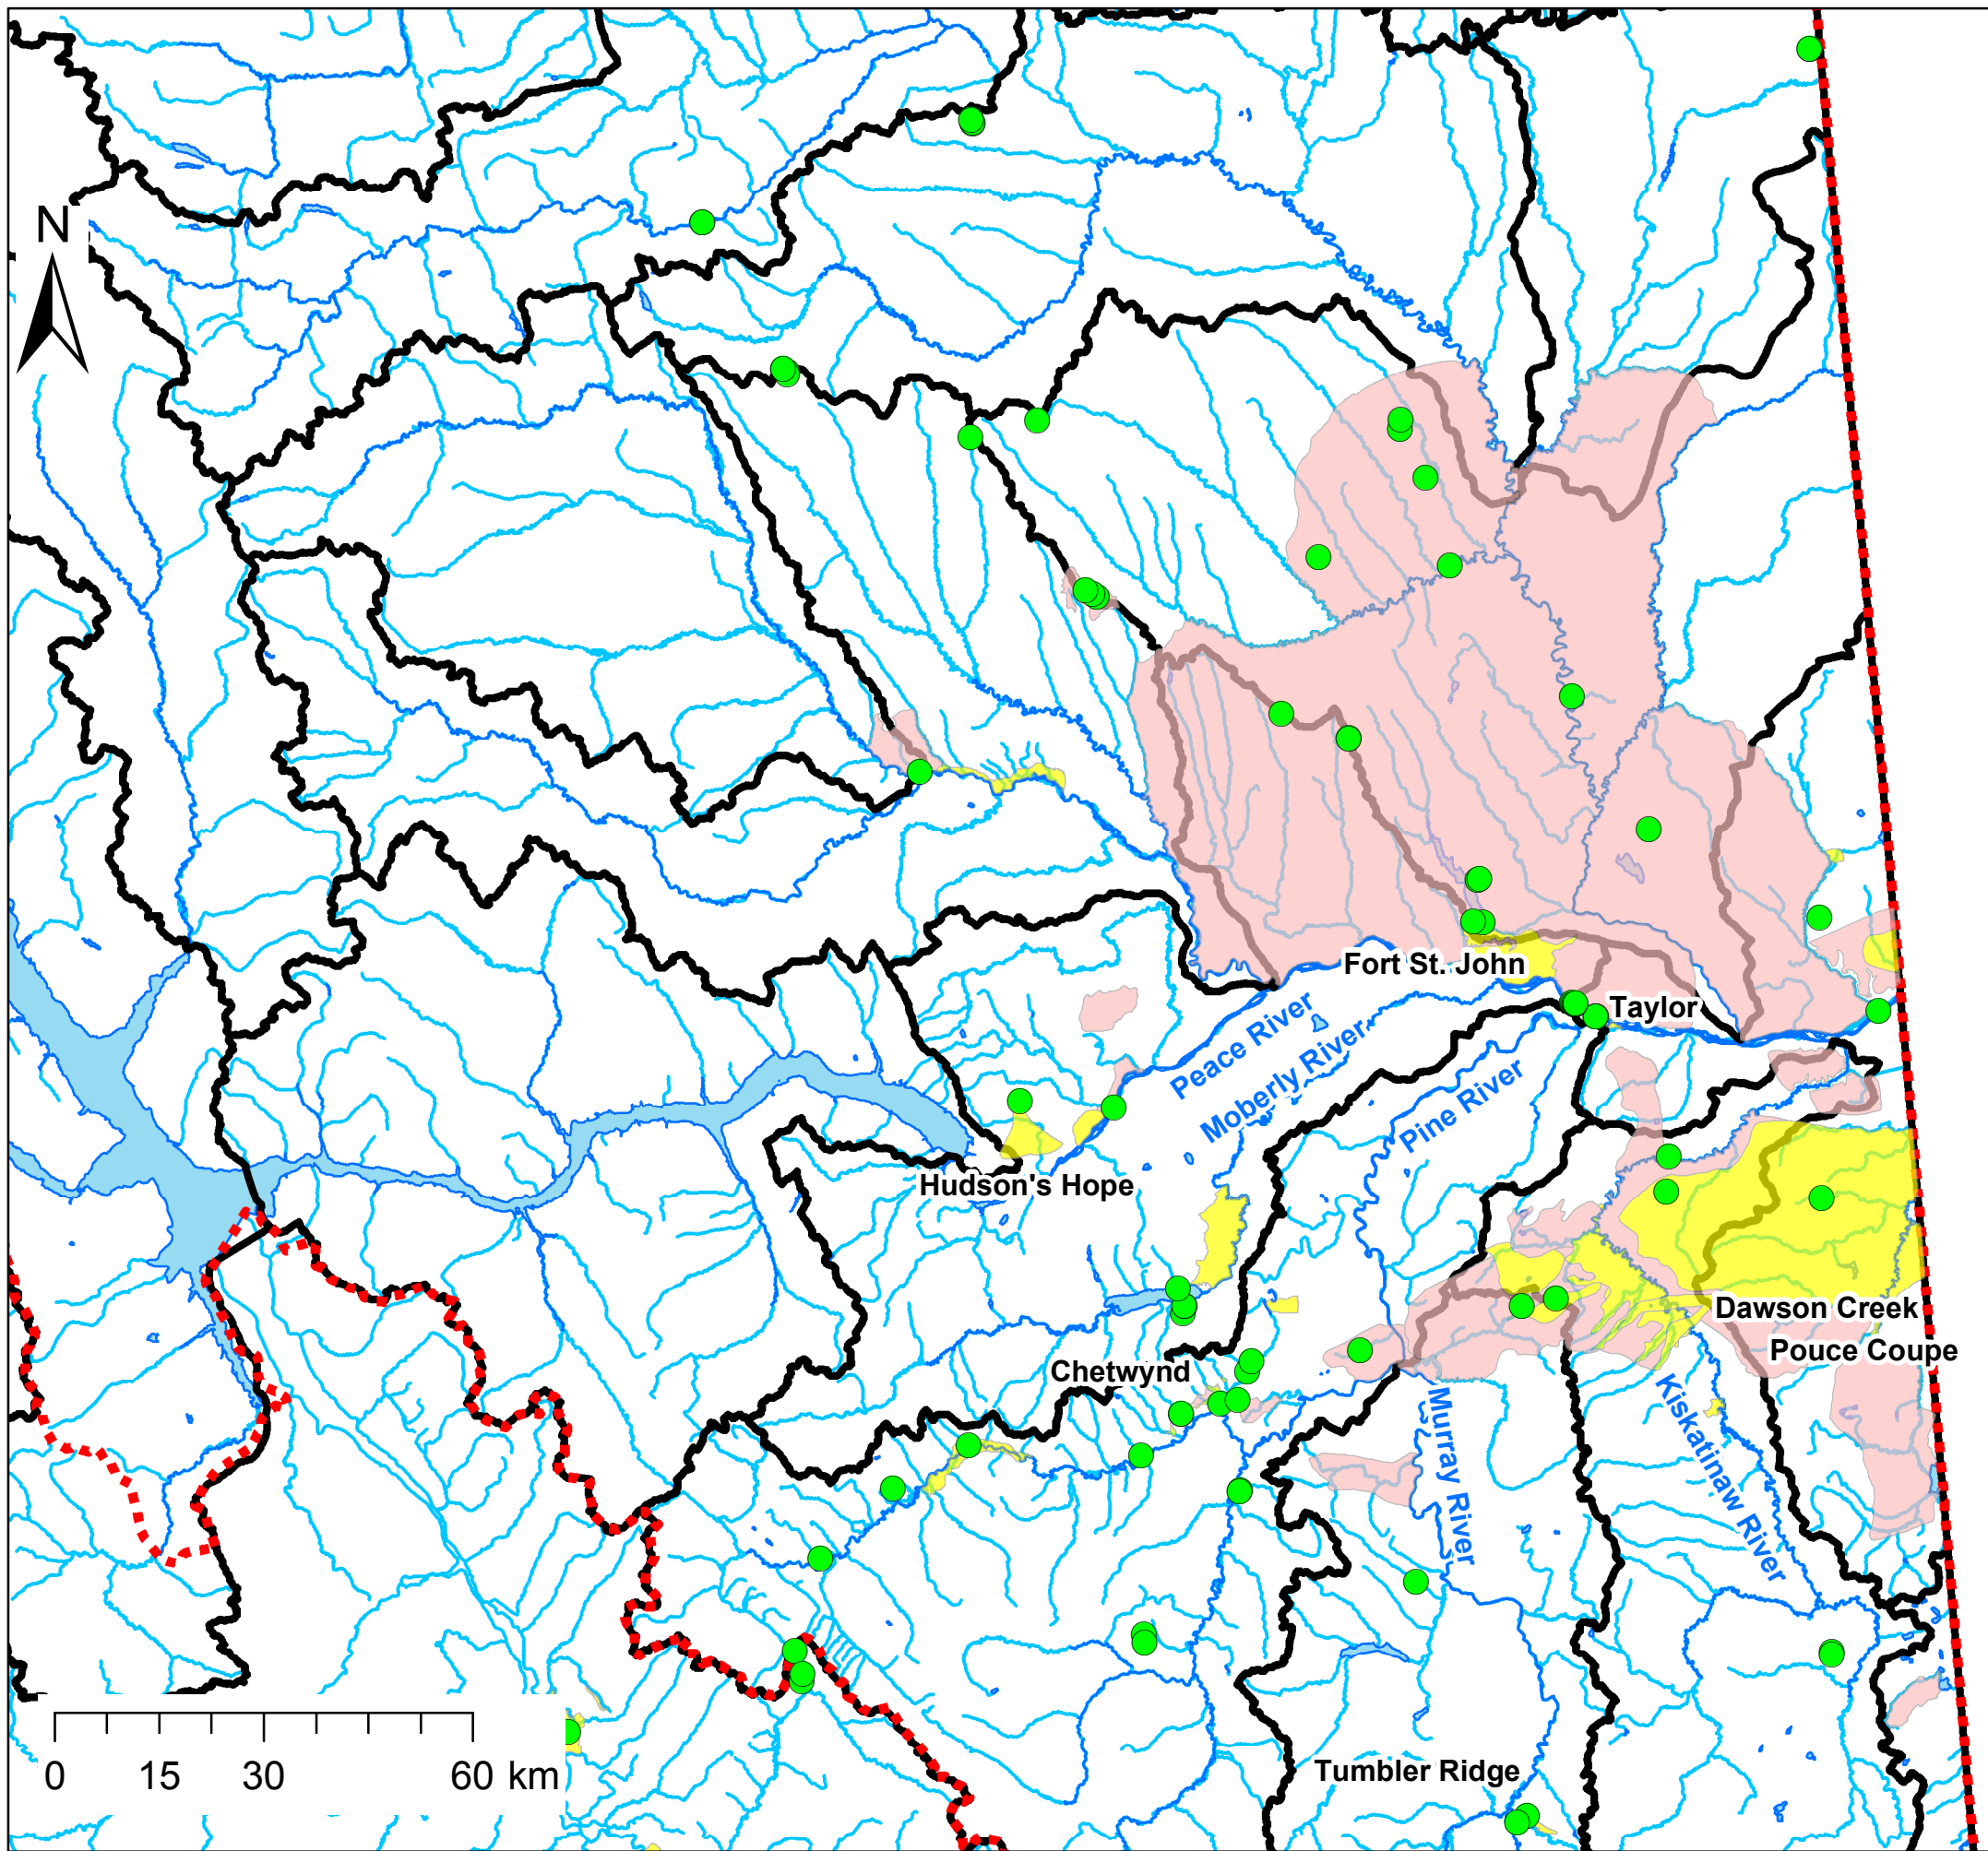 N
Fort St. John
Taylor
Peace River
Moberly River
Pine River
Hudson's Hope
Dawson Creek
Pouce Coupe
Chetwynd
Murray River
Kiskatinaw River
Tumbler Ridge
0 15 30 60 km